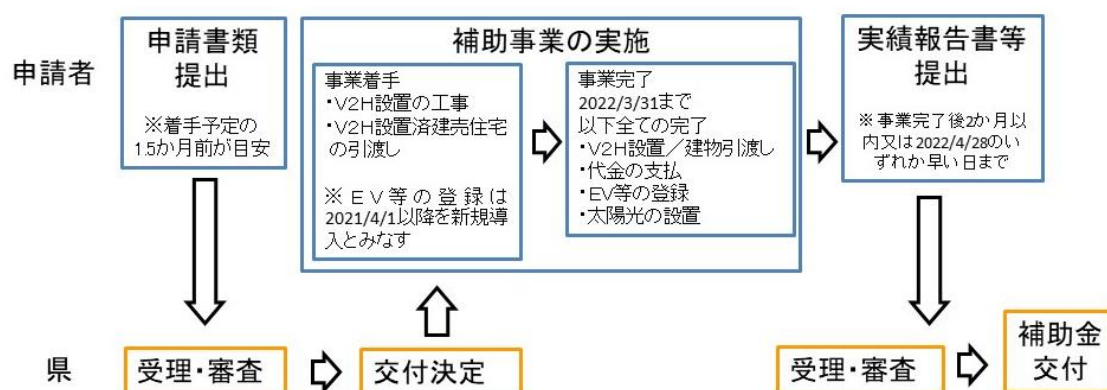 申請者
申請書類
提出
※着手予定の
1.5か月前が目安
補助事業の実施
事業着手
・V2H設置の工事
・V2H設置済建売住宅
の引渡し
※EV等の登録は
2021/4/1以降を新規導
入とみなす
事業完了
2022/3/31まで
以下全ての完了
・V2H設置／建物引渡し
・代金の支払
・EV等の登録
・太陽光の設置
実績報告書等
提出
※事業完了後2か月以
内又は2022/4/28のい
ずれか早い日まで
県
受理・審査
交付決定
受理・審査
補助金
交付